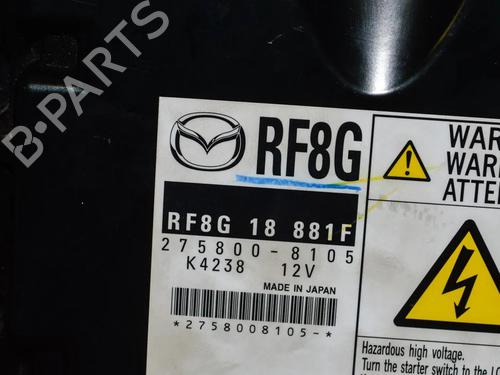 B-PARTS
RF8G
WAR
WAR
ATTE
RF8G 18 881F
275800-8105
K4238 12V
MADE IN JAPAN
*2758008105-*
Hazardous high voltage.
Turn the starter switch to the L